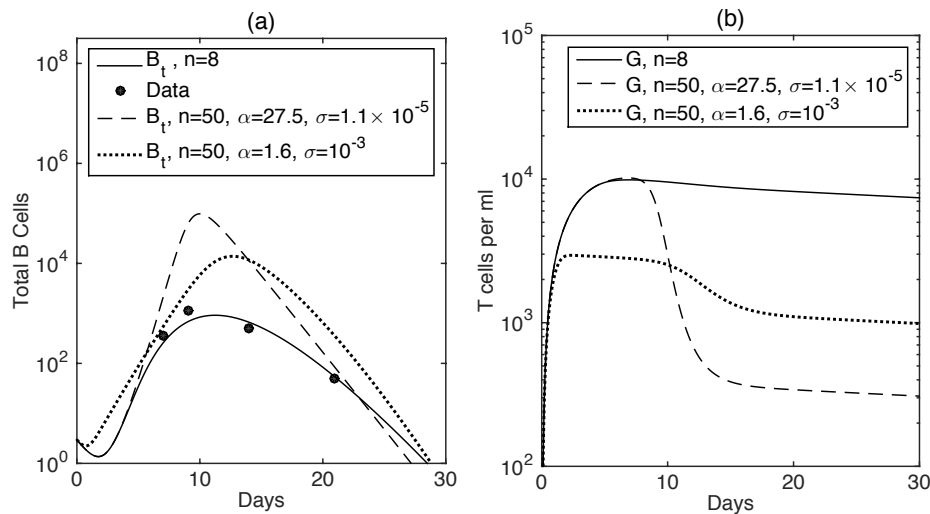 (a)
10^8
10^6
10^4
10^2
10^0
Total B Cells
B_t , n=8
Data
B_t, n=50, α=27.5, σ=1.1× 10^-5
B_t, n=50, α=1.6, σ=10^-3
0 10 20 30
Days
(b)
10^5
10^4
10^3
10^2
T cells per ml
G, n=8
G, n=50, α=27.5, σ=1.1× 10^-5
G, n=50, α=1.6, σ=10^-3
0 10 20 30
Days